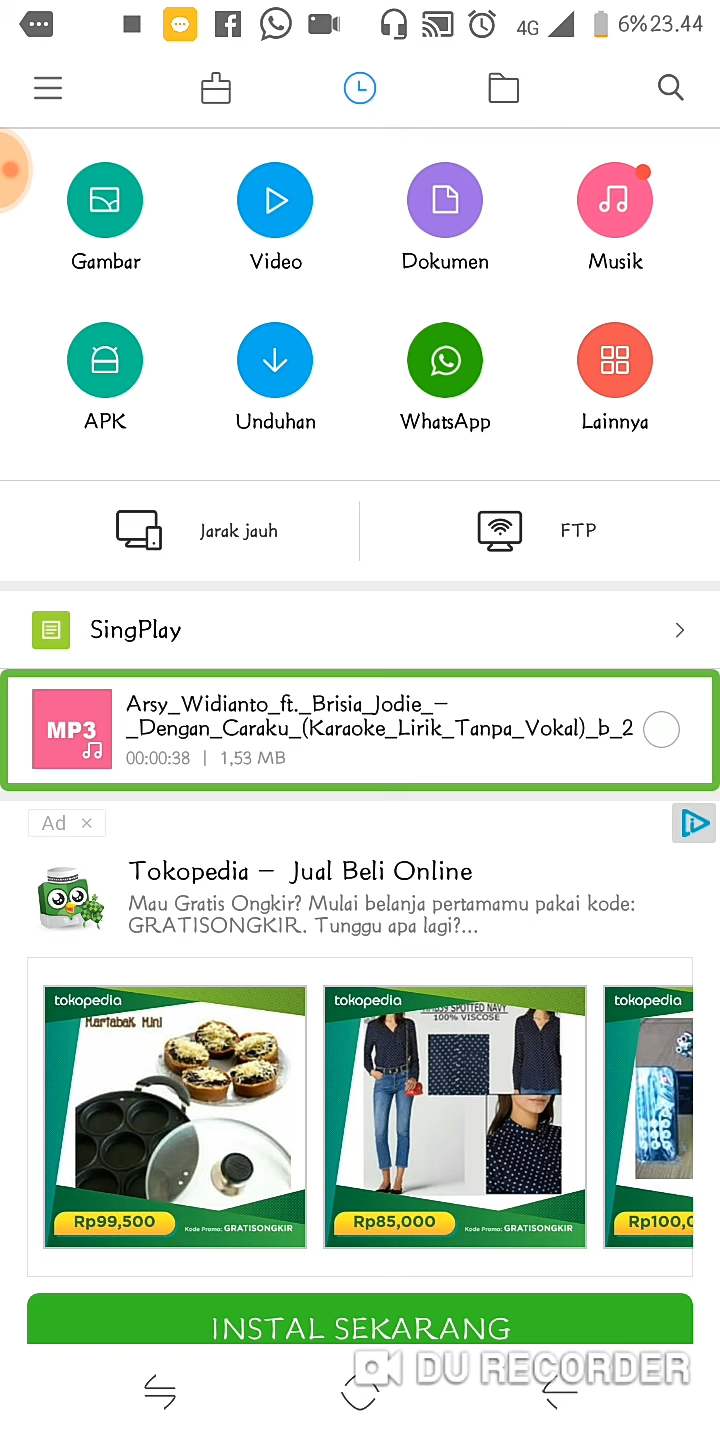 4G 6% 23.44
Gambar Video Dokumen Musik
APK Unduhan WhatsApp Lainnya
Jarak jauh FTP
SingPlay
Arsy_Widianto_ft._Brisia_Jodie_–
_Dengan_Caraku_(Karaoke_Lirik_Tanpa_Vokal)_b_2
MP3
00:00:38 | 1,53 MB
Ad ×
Tokopedia – Jual Beli Online
Mau Gratis Ongkir? Mulai belanja pertamamu pakai kode:
GRATISONGKIR. Tunggu apa lagi?...
tokopedia tokopedia tokopedia
Martabak Mini
SPOTTED NAVY
100% VISCOSE
Rp99,500 Kode Promo: GRATISONGKIR Rp85,000 Kode Promo: GRATISONGKIR
INSTAL SEKARANG
DU RECORDER